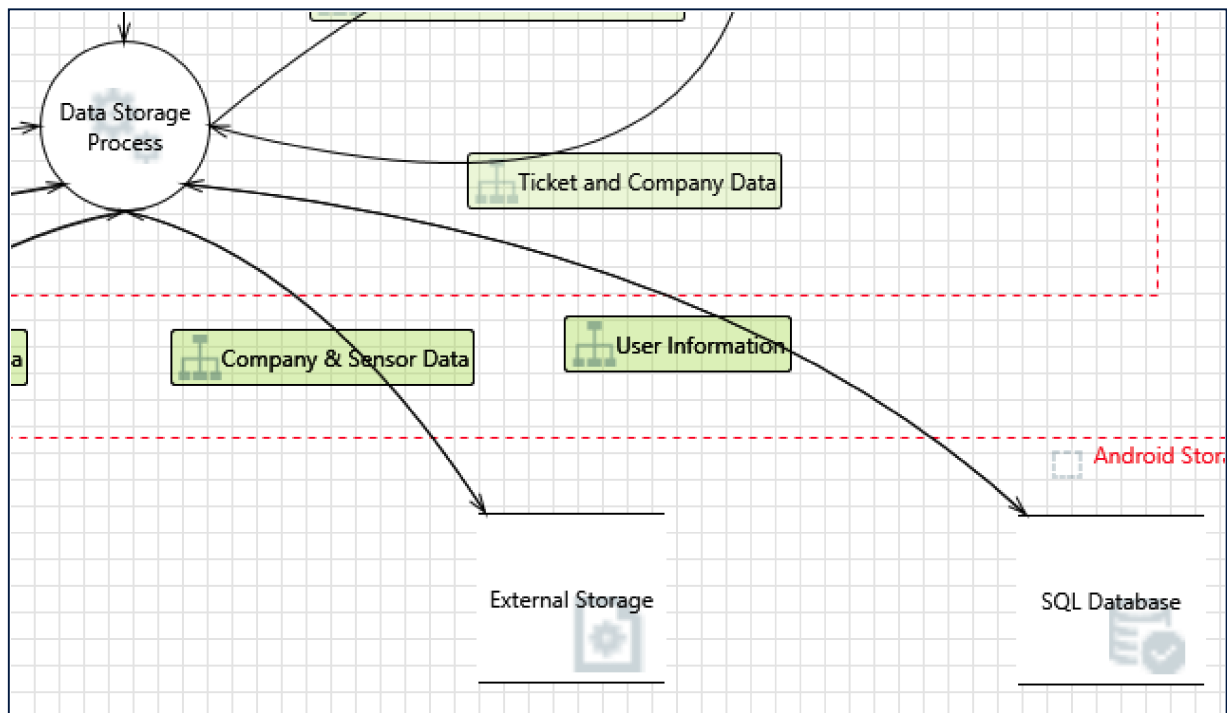 Data Storage
Process
Ticket and Company Data
a
Company & Sensor Data
User Information
Android Stor
External Storage
SQL Database